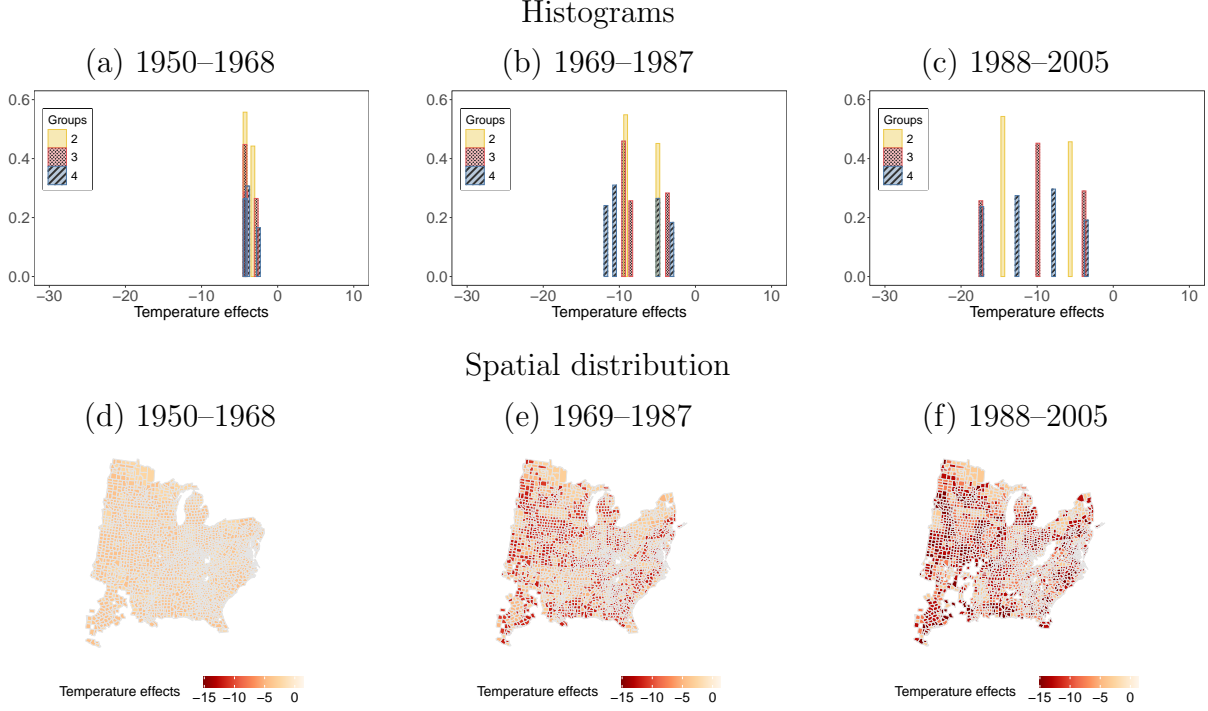 Histograms
(a) 1950–1968
(b) 1969–1987
(c) 1988–2005
0.6
0.4
0.2
0.0
Groups
2
3
4
−30 −20 −10 0 10
Temperature effects
0.6
0.4
0.2
0.0
Groups
2
3
4
−30 −20 −10 0 10
Temperature effects
0.6
0.4
0.2
0.0
Groups
2
3
4
−30 −20 −10 0 10
Temperature effects
Spatial distribution
(d) 1950–1968
(e) 1969–1987
(f) 1988–2005
Temperature effects −15 −10 −5 0
Temperature effects −15 −10 −5 0
Temperature effects −15 −10 −5 0